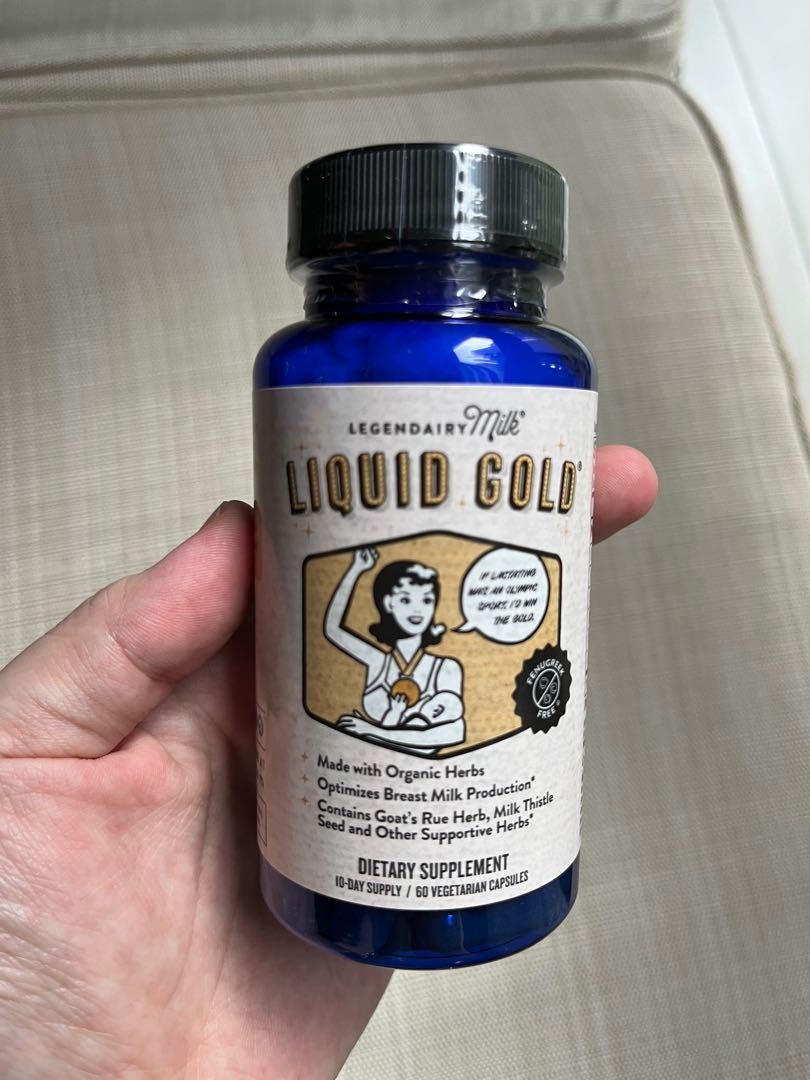 LEGENDAIRY Milk®
LIQUID GOLD®
IF LACTATING
WAS AN OLYMPIC
SPORT, I'D WIN
THE GOLD.
FENUGREEK
FREE
Made with Organic Herbs
Optimizes Breast Milk Production*
Contains Goat's Rue Herb, Milk Thistle
Seed and Other Supportive Herbs*
DIETARY SUPPLEMENT
10-DAY SUPPLY / 60 VEGETARIAN CAPSULES